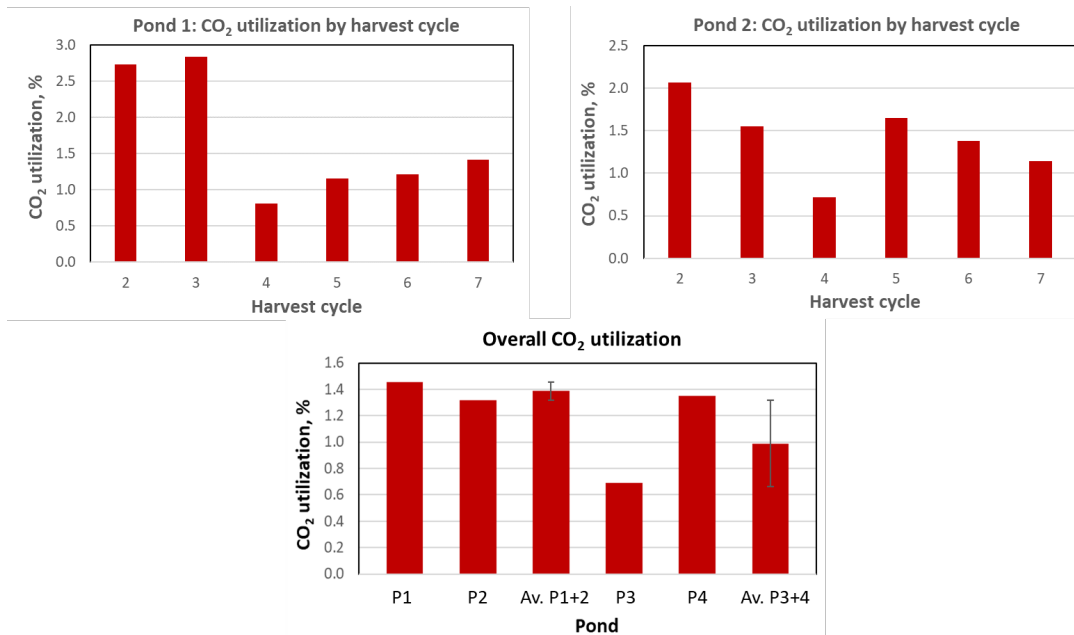 Pond 1: CO₂ utilization by harvest cycle
CO₂ utilization, %
3.0
2.5
2.0
1.5
1.0
0.5
0.0
2 3 4 5 6 7
Harvest cycle
Pond 2: CO₂ utilization by harvest cycle
CO₂ utilization, %
2.5
2.0
1.5
1.0
0.5
0.0
2 3 4 5 6 7
Harvest cycle
Overall CO₂ utilization
CO₂ utilization, %
1.6
1.4
1.2
1.0
0.8
0.6
0.4
0.2
0.0
P1 P2 Av. P1+2 P3 P4 Av. P3+4
Pond